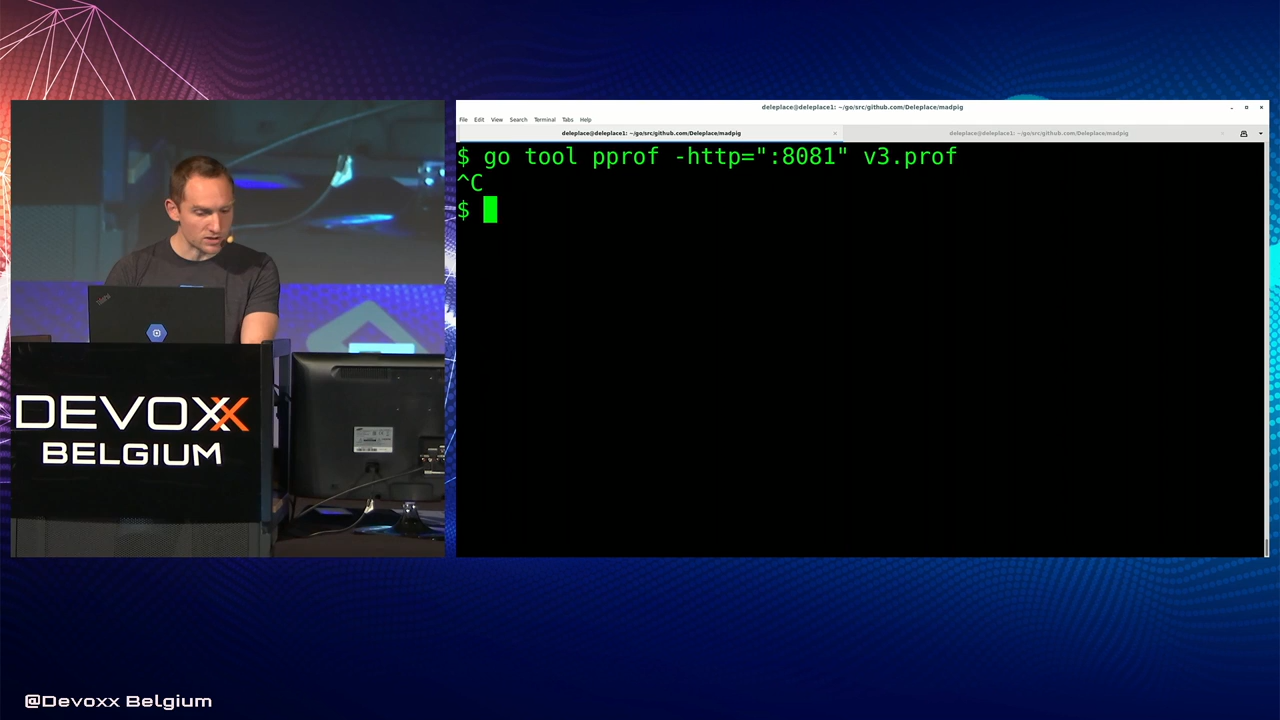 deleplace@deleplace1: ~/go/src/github.com/Deleplace/madpig
File Edit View Search Terminal Tabs Help
deleplace@deleplace1: ~/go/src/github.com/Deleplace/madpig
deleplace@deleplace1: ~/go/src/github.com/Deleplace/madpig
$ go tool pprof -http=":8081" v3.prof
^C
$
DEVOXX
BELGIUM
@Devoxx Belgium